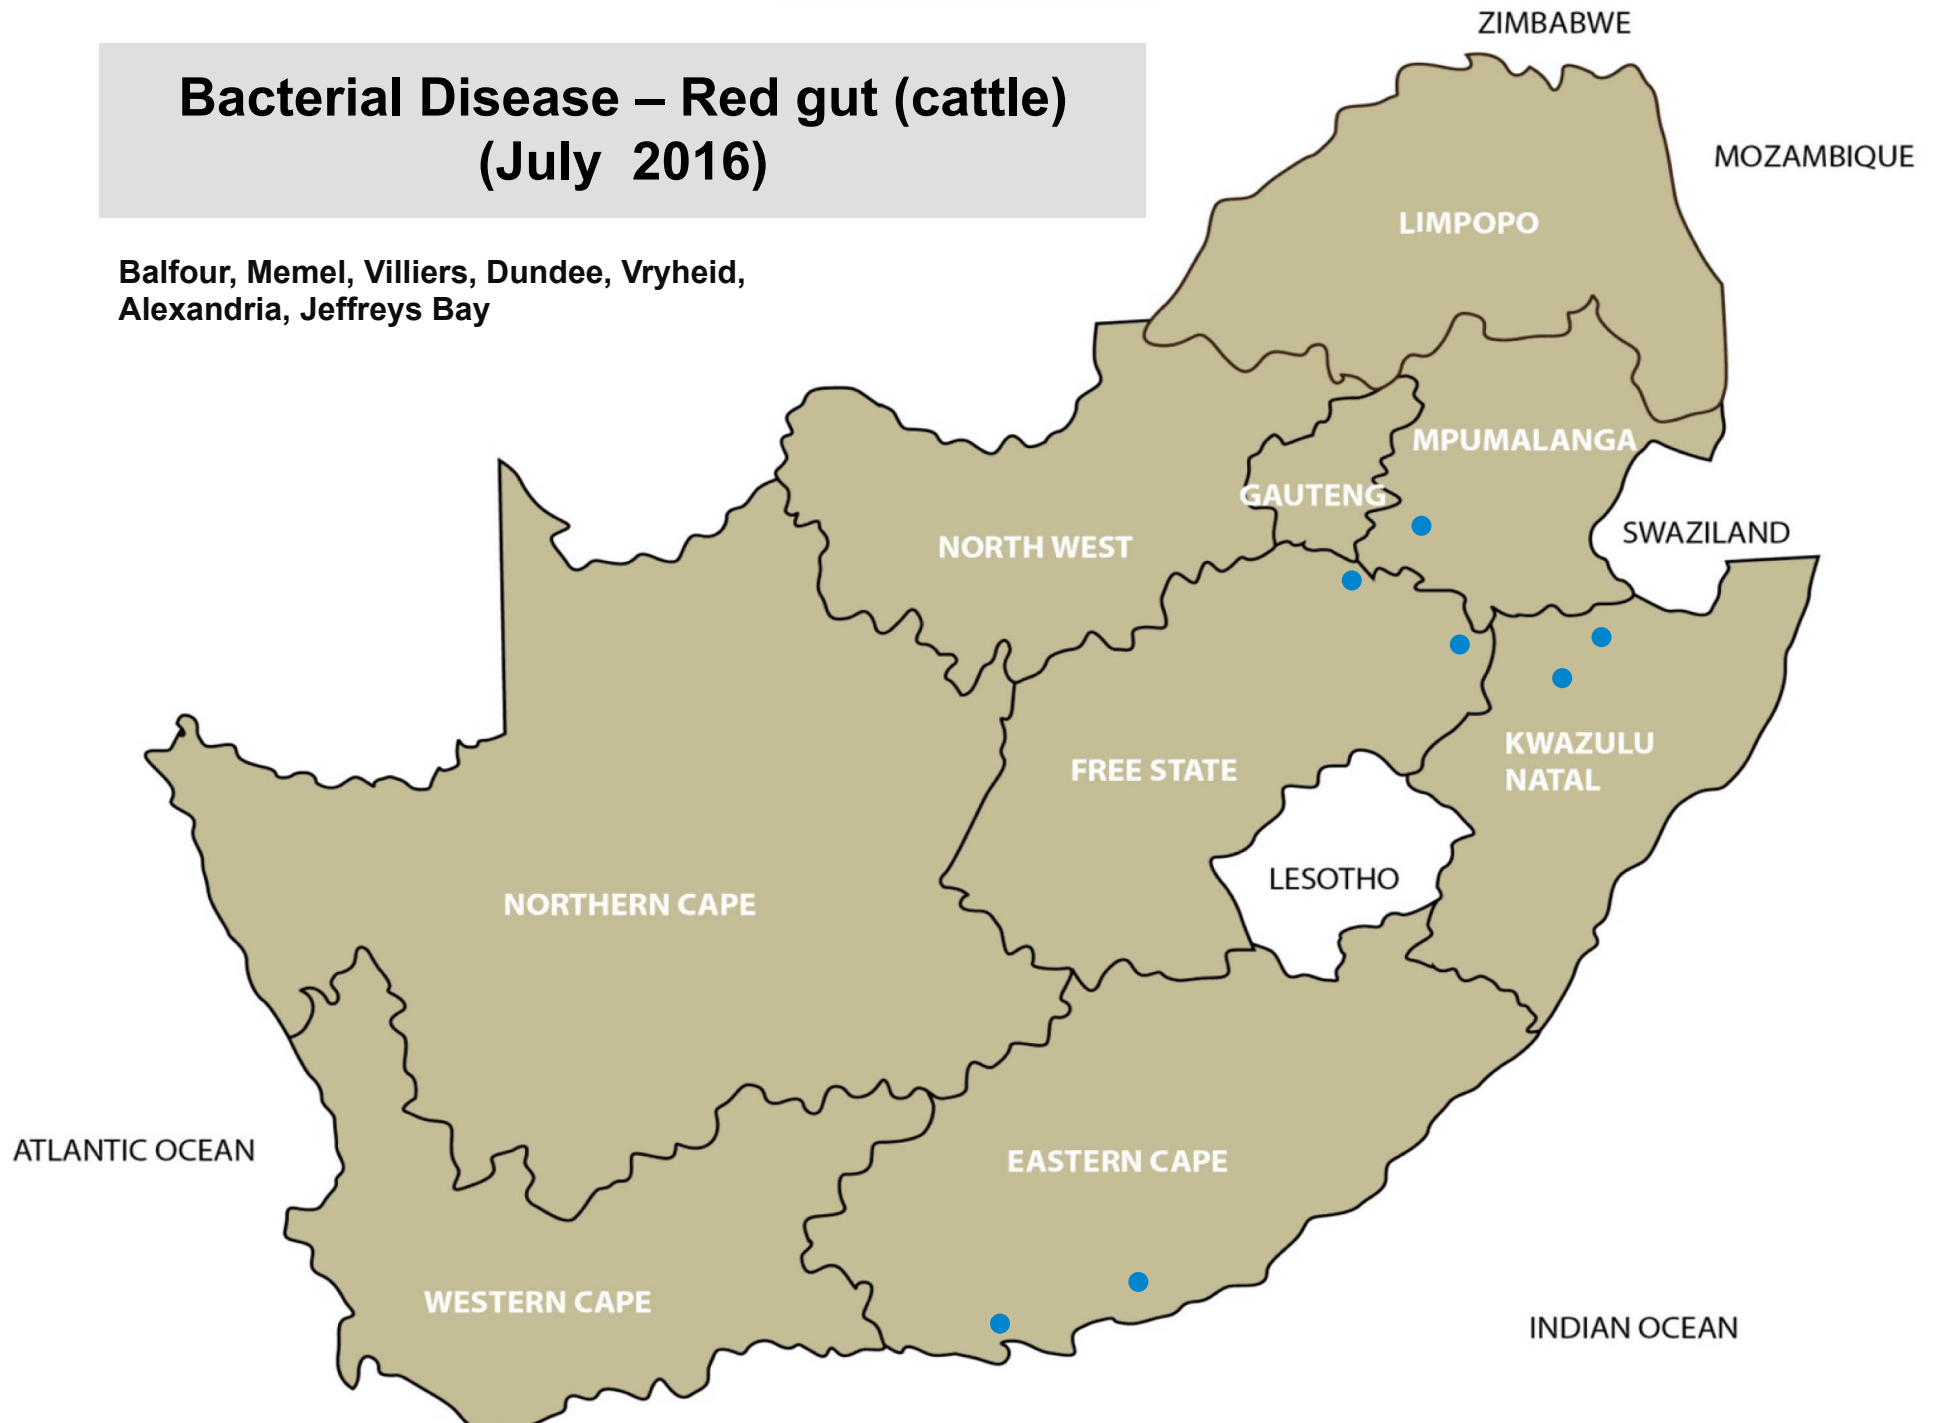 Bacterial Disease – Red gut (cattle)
(July 2016)
Balfour, Memel, Villiers, Dundee, Vryheid,
Alexandria, Jeffreys Bay
ZIMBABWE
MOZAMBIQUE
LIMPOPO
MPUMALANGA
GAUTENG
SWAZILAND
NORTH WEST
KWAZULU
NATAL
FREE STATE
LESOTHO
NORTHERN CAPE
ATLANTIC OCEAN
EASTERN CAPE
WESTERN CAPE
INDIAN OCEAN